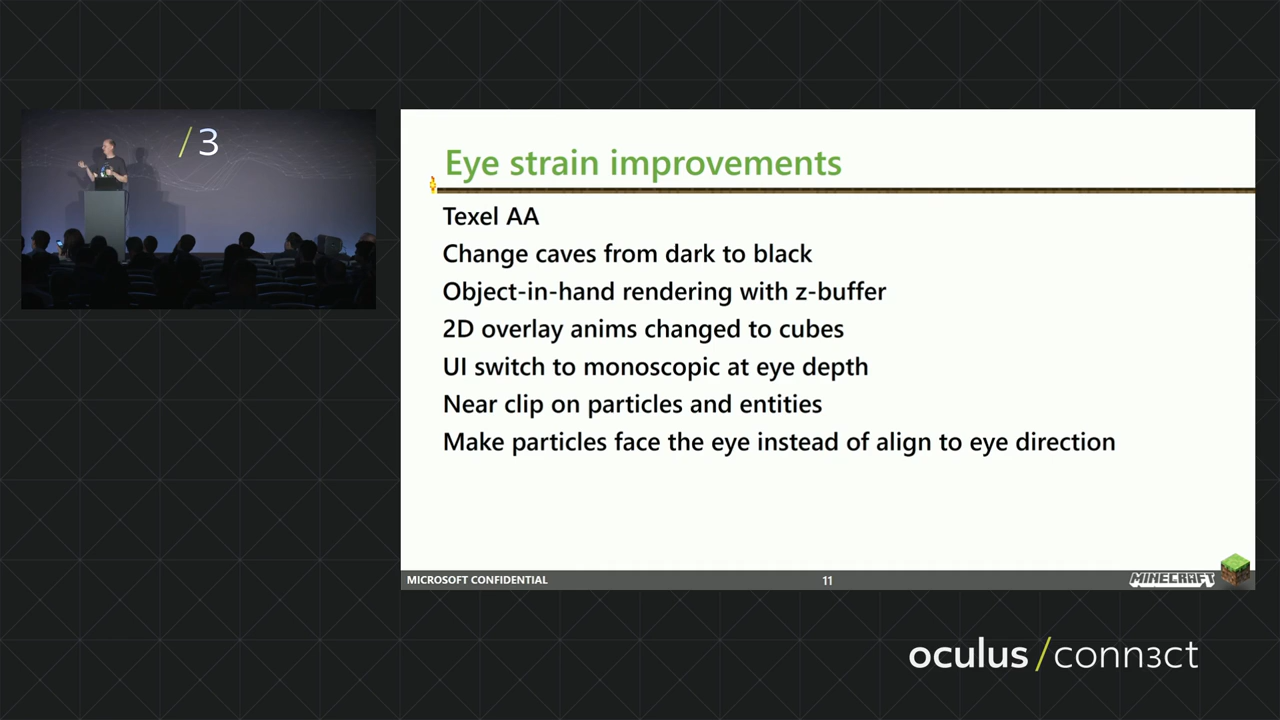 /3
Eye strain improvements
Texel AA
Change caves from dark to black
Object-in-hand rendering with z-buffer
2D overlay anims changed to cubes
UI switch to monoscopic at eye depth
Near clip on particles and entities
Make particles face the eye instead of align to eye direction
MICROSOFT CONFIDENTIAL
11
MINECRAFT
oculus/conn3ct